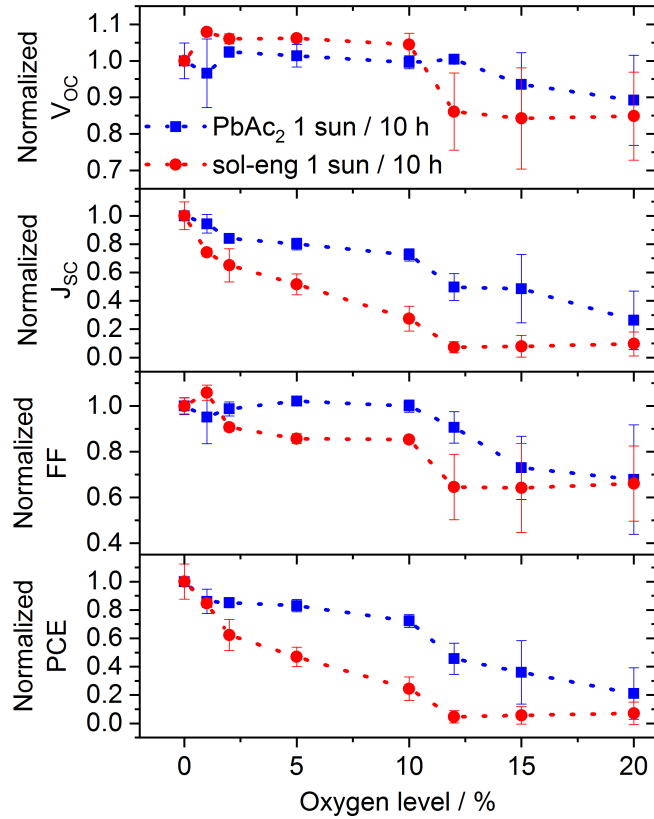 1.1
1.0
0.9
0.8
0.7
Normalized
V_OC
PbAc₂ 1 sun / 10 h
sol-eng 1 sun / 10 h
1.0
0.8
0.6
0.4
0.2
0.0
Normalized
J_SC
1.0
0.8
0.6
0.4
Normalized
FF
1.0
0.8
0.6
0.4
0.2
0.0
Normalized
PCE
0 5 10 15 20
Oxygen level / %